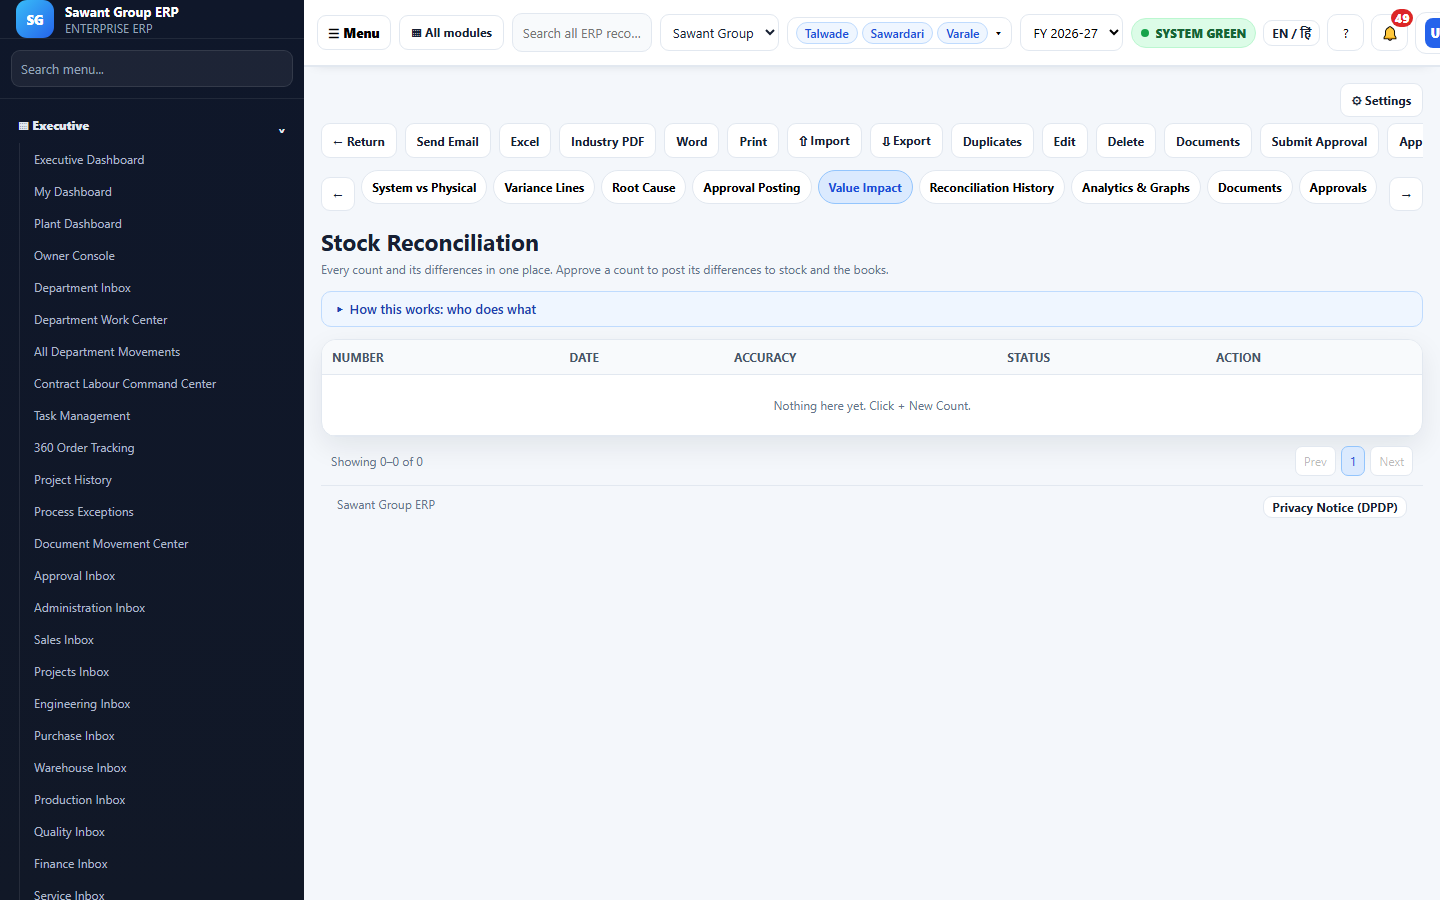 SG
Sawant Group ERP
ENTERPRISE ERP
Search menu...
Executive
Executive Dashboard
My Dashboard
Plant Dashboard
Owner Console
Department Inbox
Department Work Center
All Department Movements
Contract Labour Command Center
Task Management
360 Order Tracking
Project History
Process Exceptions
Document Movement Center
Approval Inbox
Administration Inbox
Sales Inbox
Projects Inbox
Engineering Inbox
Purchase Inbox
Warehouse Inbox
Production Inbox
Quality Inbox
Finance Inbox
Service Inbox
☰ Menu
All modules
Search all ERP reco...
Sawant Group
Talwade Sawardari Varale
FY 2026-27
SYSTEM GREEN
EN / हिं
?
49
U
⚙ Settings
← Return
Send Email
Excel
Industry PDF
Word
Print
⇧ Import
⇩ Export
Duplicates
Edit
Delete
Documents
Submit Approval
App
←
System vs Physical
Variance Lines
Root Cause
Approval Posting
Value Impact
Reconciliation History
Analytics & Graphs
Documents
Approvals
→
Stock Reconciliation
Every count and its differences in one place. Approve a count to post its differences to stock and the books.
How this works: who does what
NUMBER DATE ACCURACY STATUS ACTION
Nothing here yet. Click + New Count.
Showing 0–0 of 0
Prev 1 Next
Sawant Group ERP
Privacy Notice (DPDP)